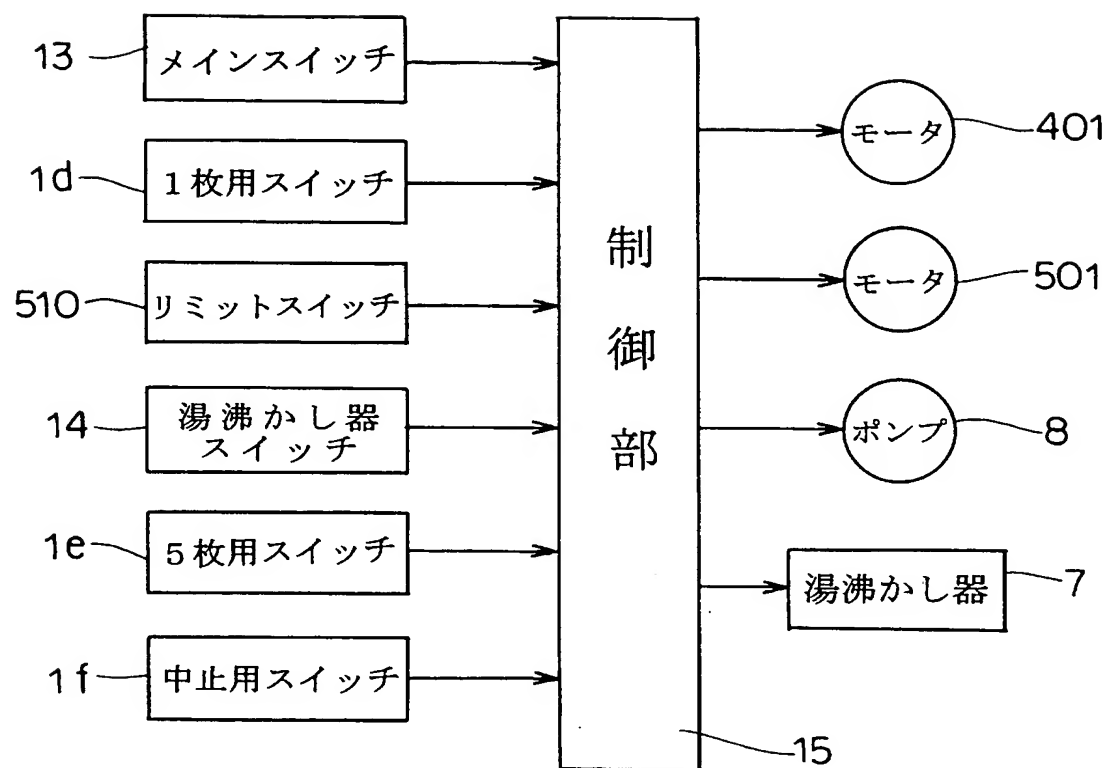 13 メインスイッチ
1d 1枚用スイッチ
510 リミットスイッチ
14 湯沸かし器
スイッチ
1e 5枚用スイッチ
1f 中止用スイッチ
制御部
15
モータ 401
モータ 501
ポンプ 8
湯沸かし器 7